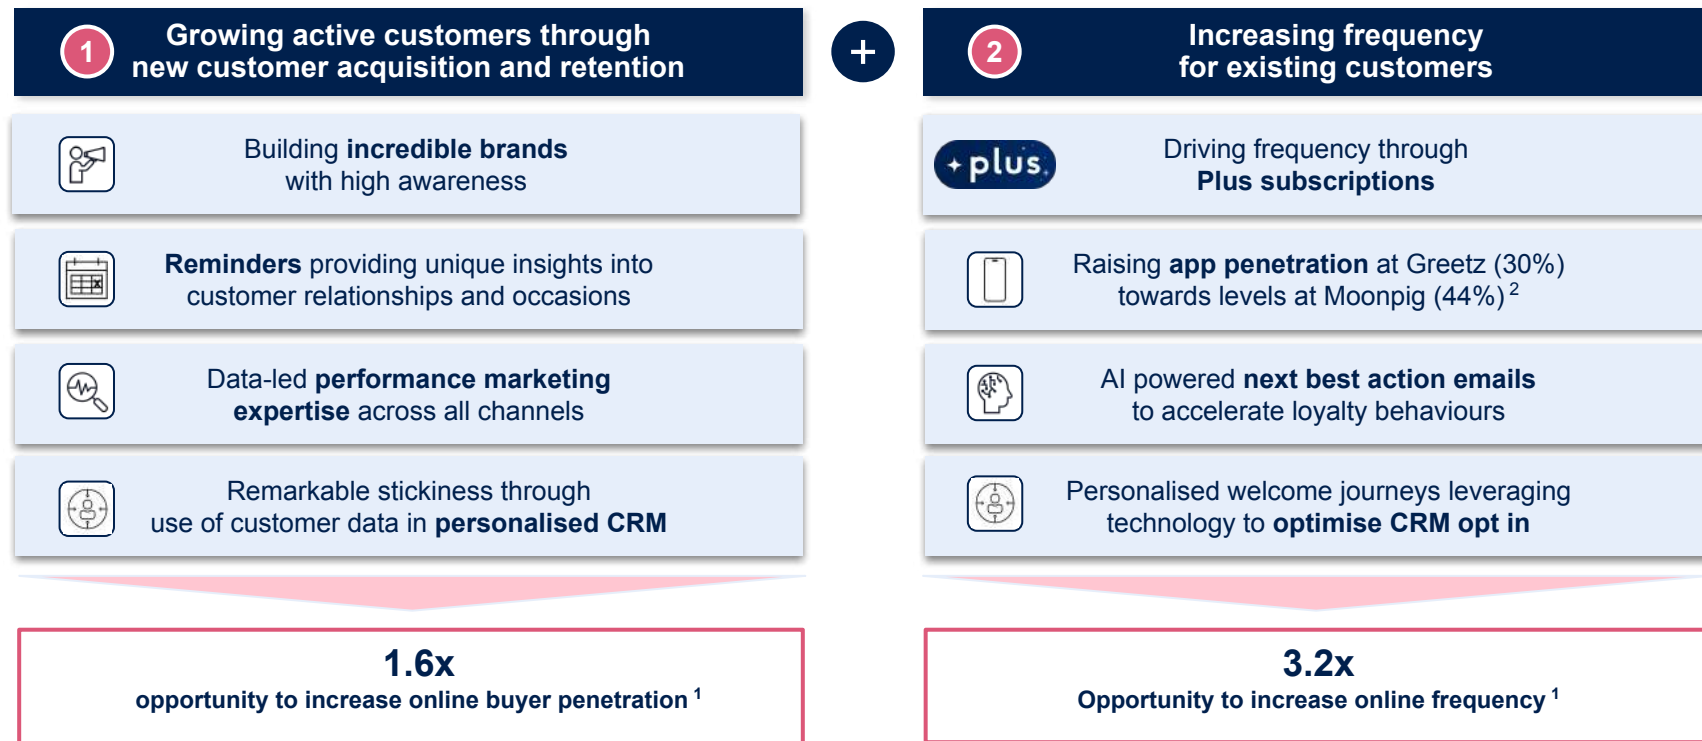 1
Growing active customers through
new customer acquisition and retention
Building incredible brands
with high awareness
Reminders providing unique insights into
customer relationships and occasions
Data-led performance marketing
expertise across all channels
Remarkable stickiness through
use of customer data in personalised CRM
1.6x
opportunity to increase online buyer penetration 1
+
2
Increasing frequency
for existing customers
plus
Driving frequency through
Plus subscriptions
Raising app penetration at Greetz (30%)
towards levels at Moonpig (44%) 2
AI powered next best action emails
to accelerate loyalty behaviours
Personalised welcome journeys leveraging
technology to optimise CRM opt in
3.2x
Opportunity to increase online frequency 1